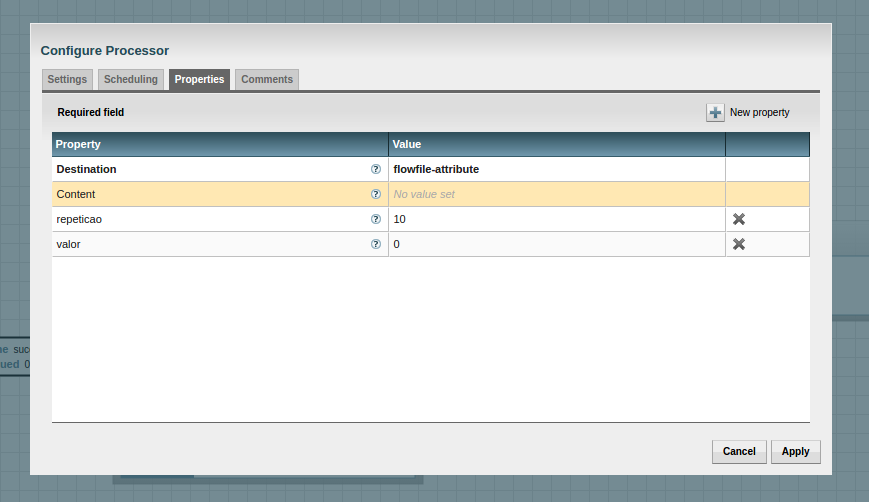 Configure Processor
Settings Scheduling Properties Comments
Required field New property
Property Value
Destination flowfile-attribute
Content No value set
repeticao 10
valor 0
suc
ued 0
Cancel Apply